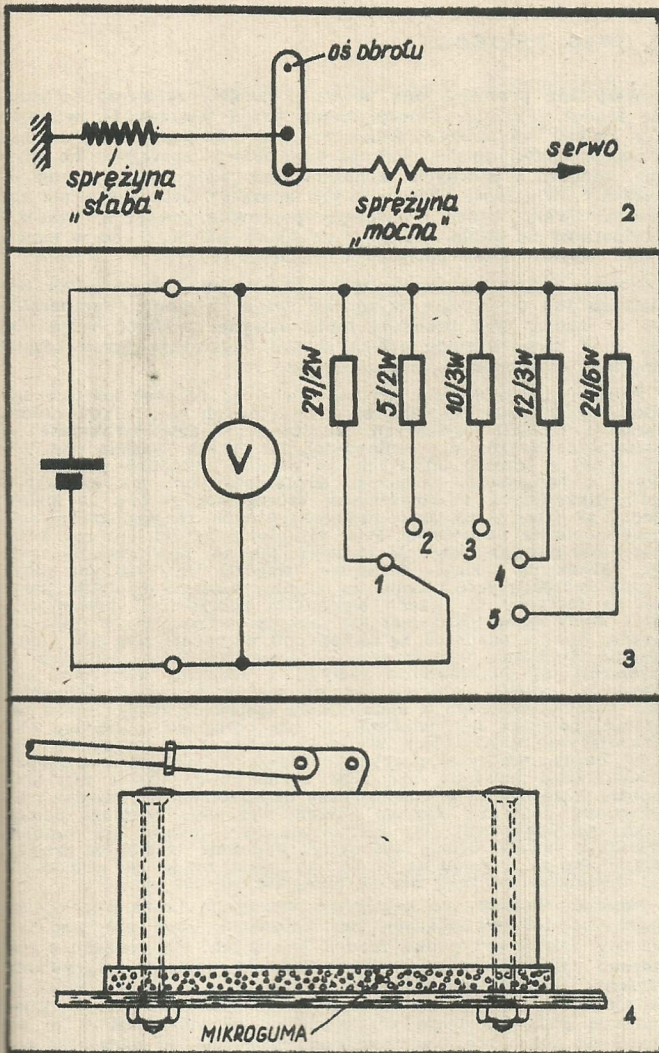 oś obrotu
sprężyna
„słaba"
sprężyna
„mocna"
serwo
2
V
27/2W
5/2W
10/3W
12/3W
24/6W
1
2
3
4
5
3
MIKROGUMA
4